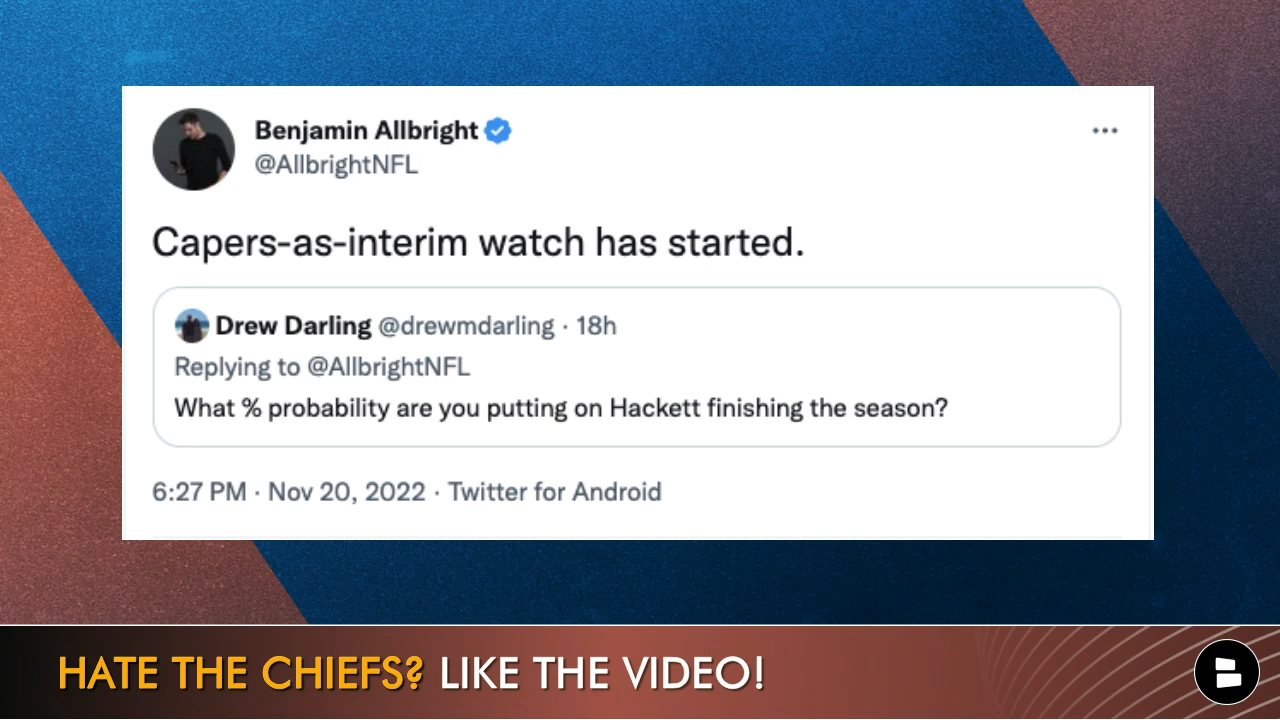 Benjamin Allbright
@AllbrightNFL
Capers-as-interim watch has started.
Drew Darling @drewmdarling · 18h
Replying to @AllbrightNFL
What % probability are you putting on Hackett finishing the season?
6:27 PM · Nov 20, 2022 · Twitter for Android
HATE THE CHIEFS? LIKE THE VIDEO!